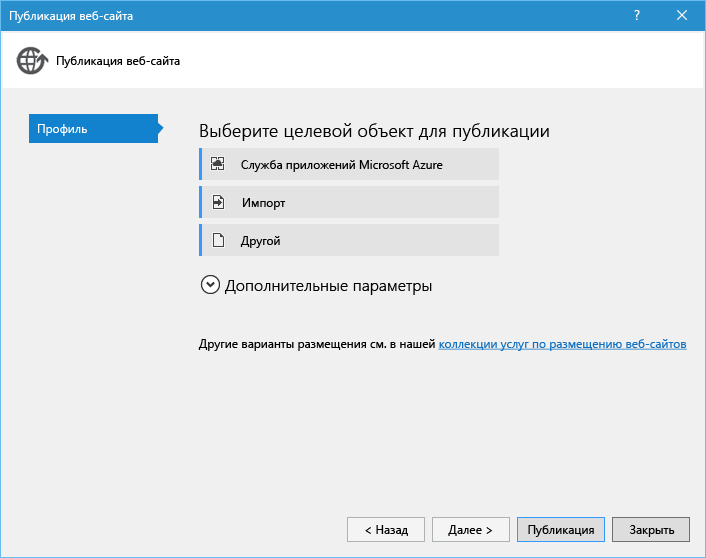 Публикация веб-сайта
?
Публикация веб-сайта
Профиль
Выберите целевой объект для публикации
Служба приложений Microsoft Azure
Импорт
Другой
Дополнительные параметры
Другие варианты размещения см. в нашей коллекции услуг по размещению веб-сайтов
< Назад
Далее >
Публикация
Закрыть